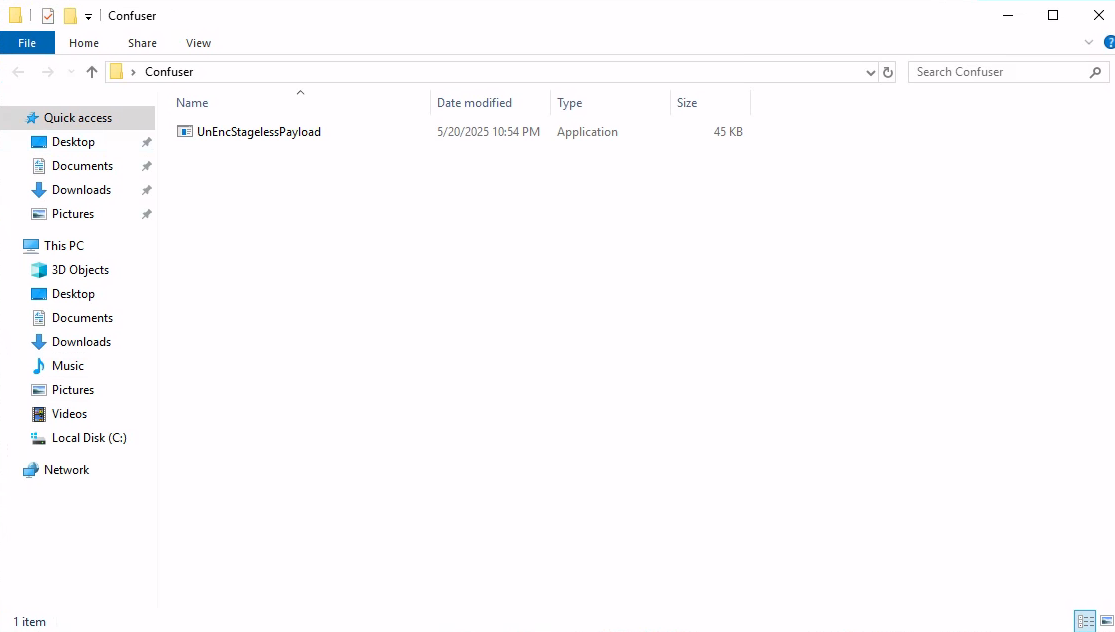 Confuser
File Home Share View
Confuser
Search Confuser
Name Date modified Type Size
UnEncStagelessPayload 5/20/2025 10:54 PM Application 45 KB
Quick access
Desktop
Documents
Downloads
Pictures
This PC
3D Objects
Desktop
Documents
Downloads
Music
Pictures
Videos
Local Disk (C:)
Network
1 item